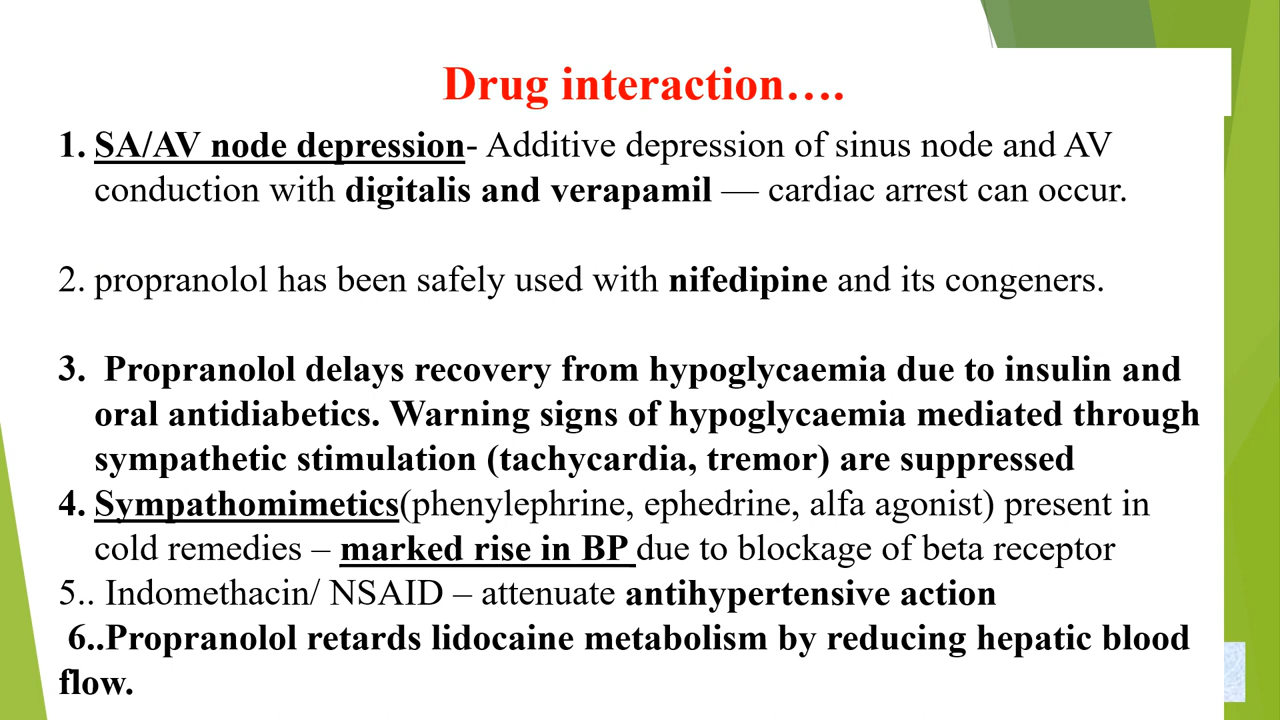 Drug interaction….
1. SA/AV node depression- Additive depression of sinus node and AV
conduction with digitalis and verapamil — cardiac arrest can occur.
2. propranolol has been safely used with nifedipine and its congeners.
3. Propranolol delays recovery from hypoglycaemia due to insulin and
oral antidiabetics. Warning signs of hypoglycaemia mediated through
sympathetic stimulation (tachycardia, tremor) are suppressed
4. Sympathomimetics(phenylephrine, ephedrine, alfa agonist) present in
cold remedies – marked rise in BP due to blockage of beta receptor
5.. Indomethacin/ NSAID – attenuate antihypertensive action
6..Propranolol retards lidocaine metabolism by reducing hepatic blood
flow.